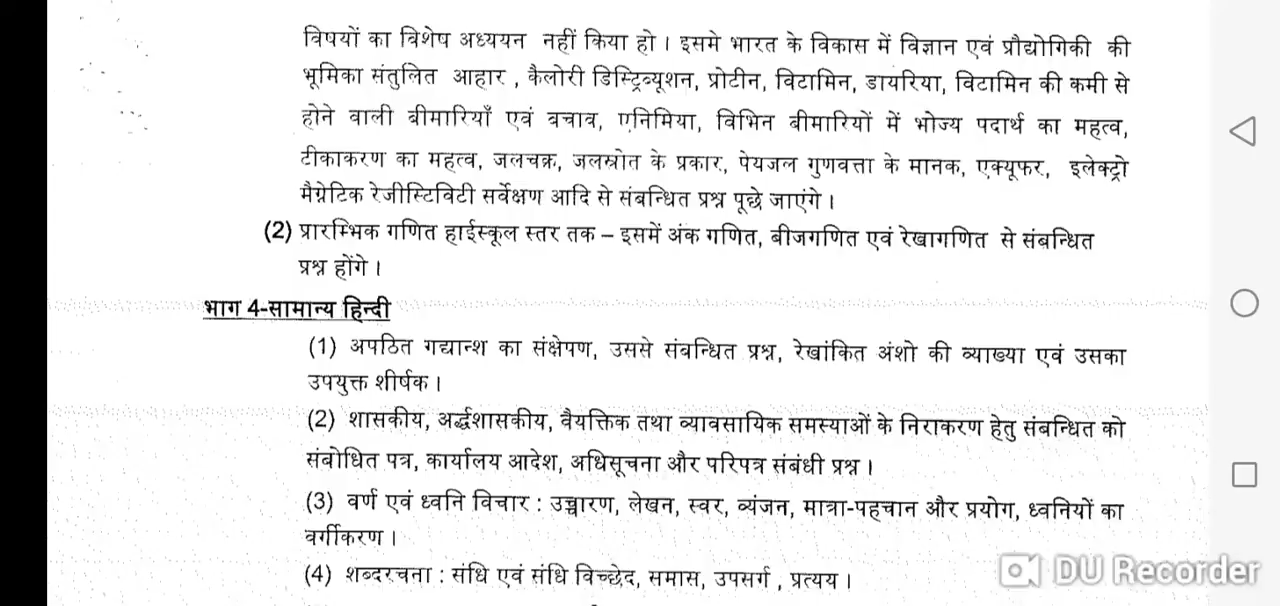 विषयों का विशेष अध्ययन नहीं किया हो । इसमे भारत के विकास में विज्ञान एवं प्रौद्योगिकी की
भूमिका संतुलित आहार , कैलोरी डिस्ट्रिव्यूशन, प्रोटीन, विटामिन, डायरिया, विटामिन की कमी से
होने वाली बीमारियाँ एवं वचाव, एनिमिया, विभिन बीमारियों में भोज्य पदार्थ का महत्व,
टीकाकरण का महत्व, जलचक्र, जलस्रोत के प्रकार, पेयजल गुणवत्ता के मानक, एक्यूफर, इलेक्ट्रो
मैग्नेटिक रेजीस्टिविटी सर्वेक्षण आदि से संबन्धित प्रश्न पूछे जाएंगे ।
(2) प्रारम्भिक गणित हाईस्कूल स्तर तक – इसमें अंक गणित, बीजगणित एवं रेखागणित से संबन्धित
प्रश्न होंगे ।
भाग 4-सामान्य हिन्दी
(1) अपठित गद्यान्श का संक्षेपण, उससे संबन्धित प्रश्न, रेखांकित अंशो की व्याख्या एवं उसका
उपयुक्त शीर्षक ।
(2) शासकीय, अर्द्धशासकीय, वैयक्तिक तथा व्यावसायिक समस्याओं के निराकरण हेतु संबन्धित को
संबोधित पत्र, कार्यालय आदेश, अधिसूचना और परिपत्र संबंधी प्रश्न ।
(3) वर्ण एवं ध्वनि विचार : उच्चारण, लेखन, स्वर, व्यंजन, मात्रा-पहचान और प्रयोग, ध्वनियों का
वर्गीकरण ।
(4) शब्दरचना : संधि एवं संधि विच्छेद, समास, उपसर्ग , प्रत्यय ।
DU Recorder